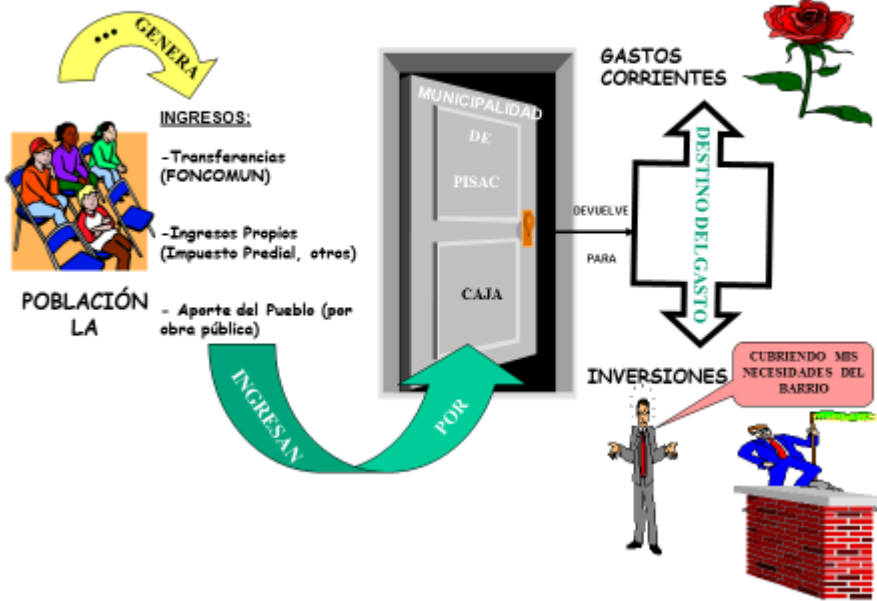 ... GENERA
INGRESOS:
-Transferencias
(FONCOMUN)
-Ingresos Propios
(Impuesto Predial, otros)
- Aporte del Pueblo (por
obra pública)
POBLACIÓN
LA
INGRESAN
POR
MUNICIPALIDAD
DE
PISAC
CAJA
DEVUELVE
PARA
GASTOS
CORRIENTES
DESTINO DEL GASTO
INVERSIONES
CUBRIENDO MIS
NECESIDADES DEL
BARRIO